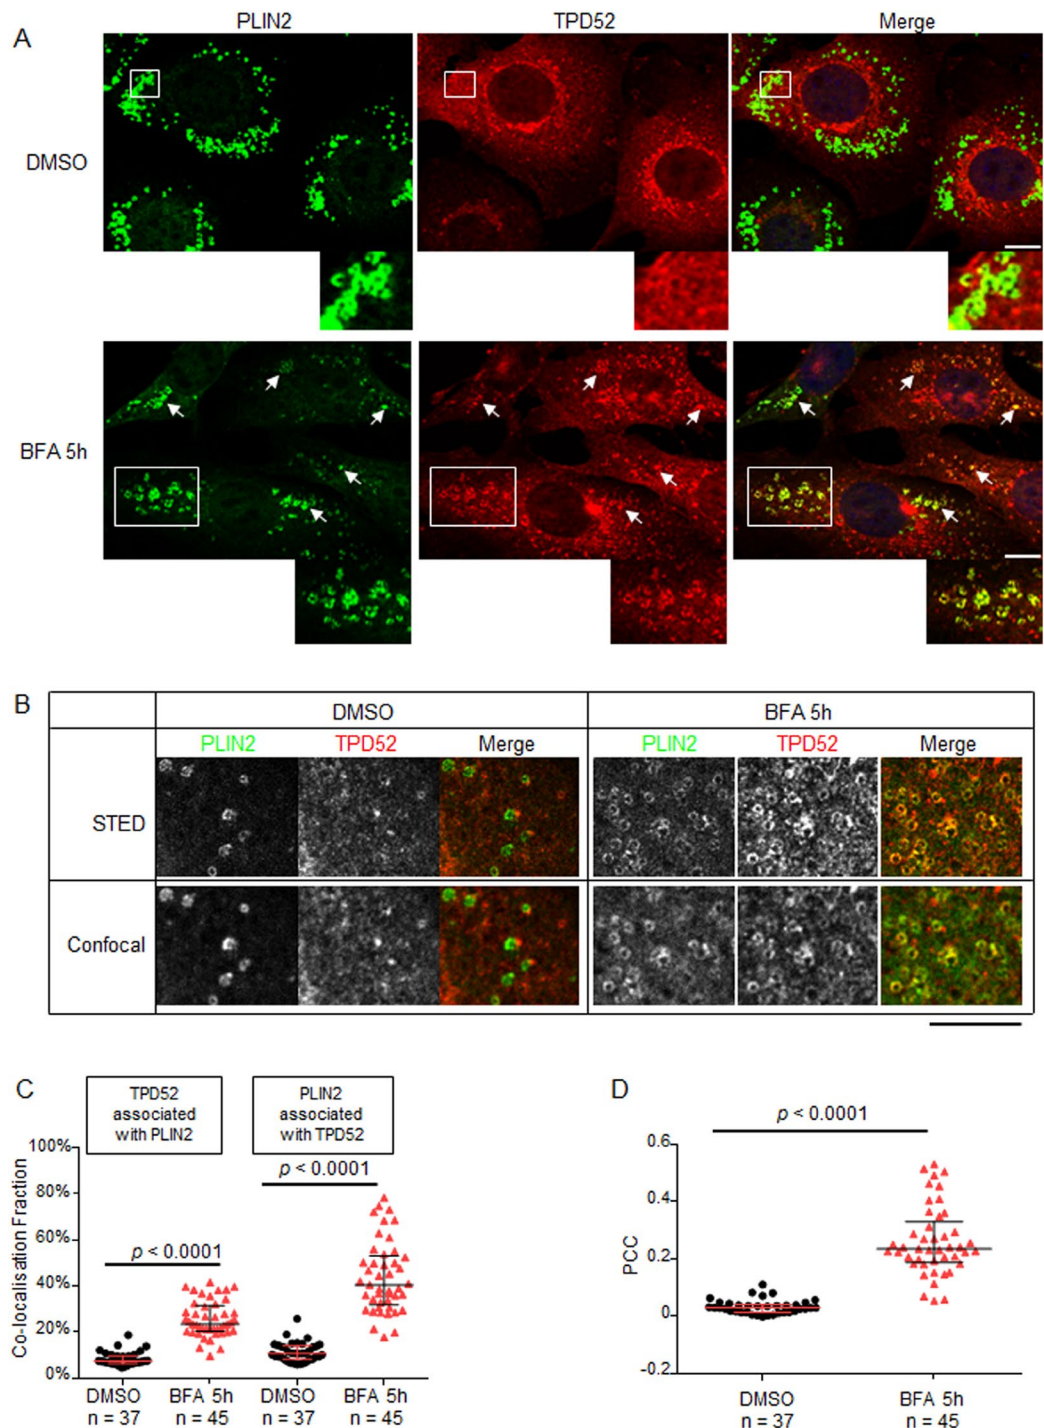 PLIN2 TPD52 Merge
A
DMSO
BFA 5h
B
DMSO BFA 5h
PLIN2 TPD52 Merge PLIN2 TPD52 Merge
STED
Confocal
C
TPD52
associated
with PLIN2
PLIN2
associated
with TPD52
p < 0.0001
p < 0.0001
Co-localisation Fraction
100%
80%
60%
40%
20%
0%
DMSO BFA 5h DMSO BFA 5h
n = 37 n = 45 n = 37 n = 45
D
p < 0.0001
PCC
0.6
0.4
0.2
0
-0.2
DMSO BFA 5h
n = 37 n = 45